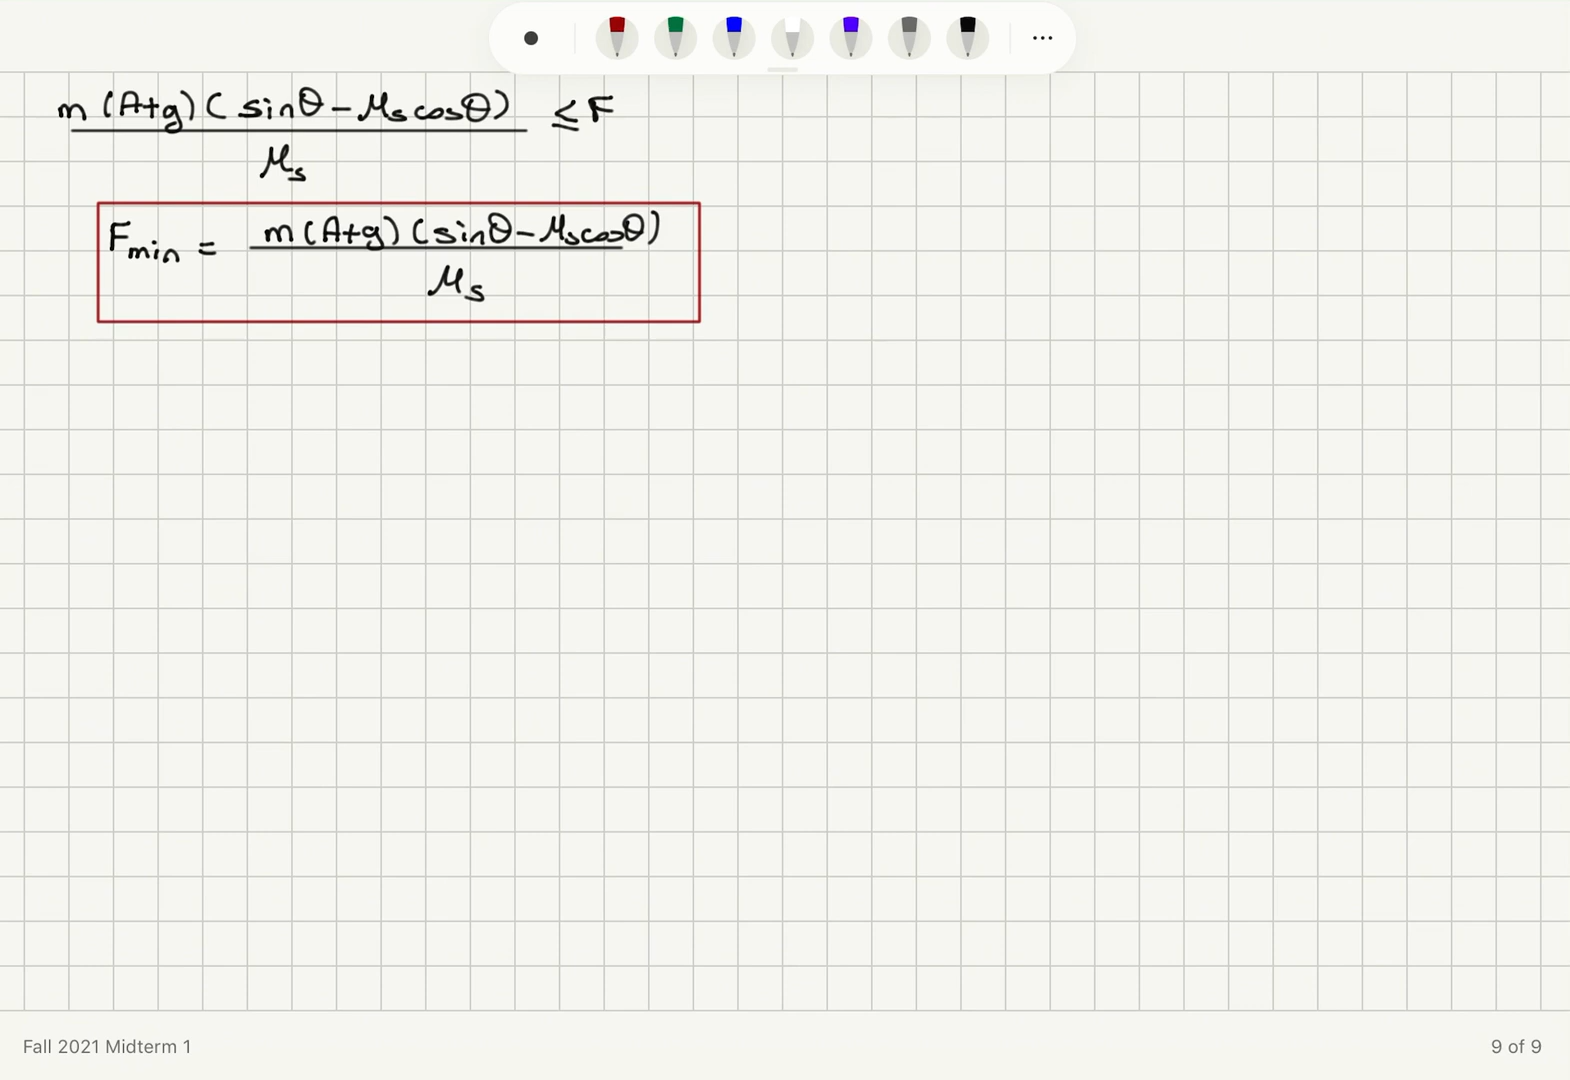 m(A+g)(sinθ-μs cosθ) ≤ F
μs
Fmin = m(A+g)(sinθ-μs cosθ)
μs
Fall 2021 Midterm 1
9 of 9